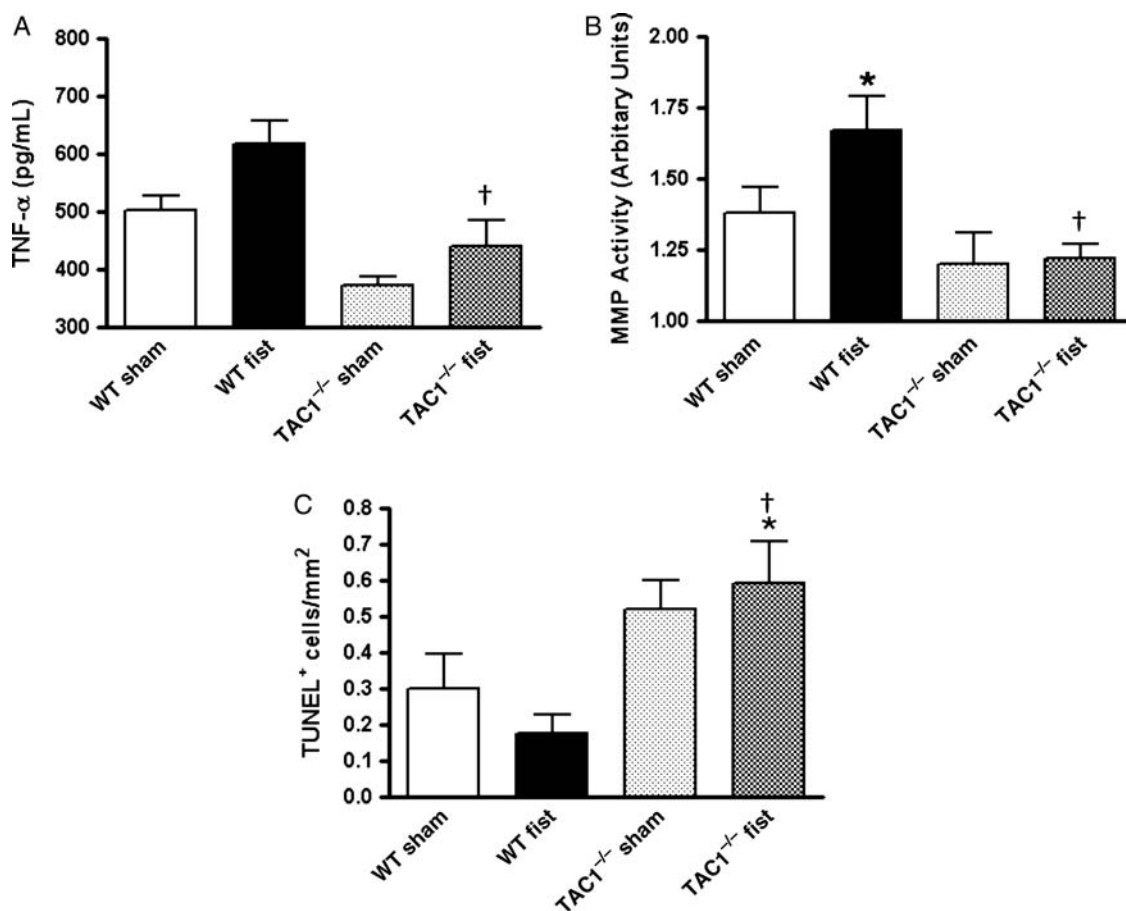 A
TNF-α (pg/mL)
800
700
600
500
400
300
†
WT sham
WT fist
TAC1⁻/⁻ sham
TAC1⁻/⁻ fist
B
MMP Activity (Arbitary Units)
2.00
1.75
1.50
1.25
1.00
*
†
WT sham
WT fist
TAC1⁻/⁻ sham
TAC1⁻/⁻ fist
C
TUNEL⁺ cells/mm²
0.8
0.7
0.6
0.5
0.4
0.3
0.2
0.1
0.0
†
*
WT sham
WT fist
TAC1⁻/⁻ sham
TAC1⁻/⁻ fist